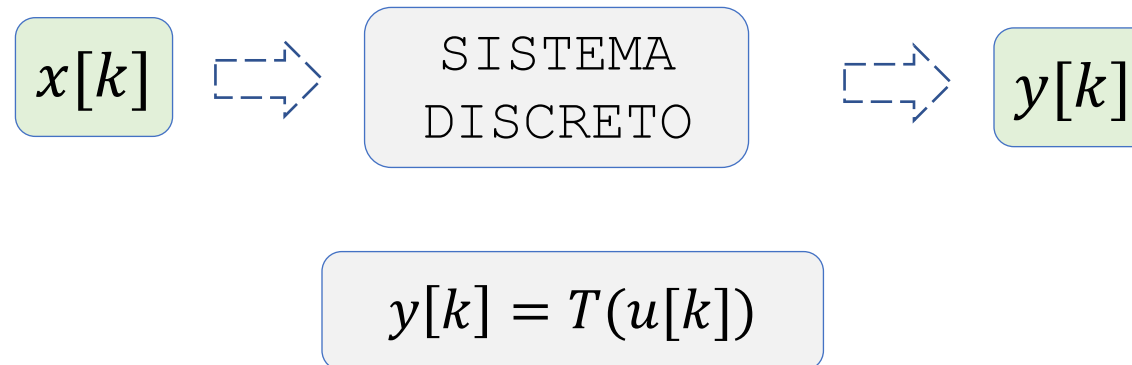 x[k]
SISTEMA
DISCRETO
y[k]
y[k] = T(u[k])